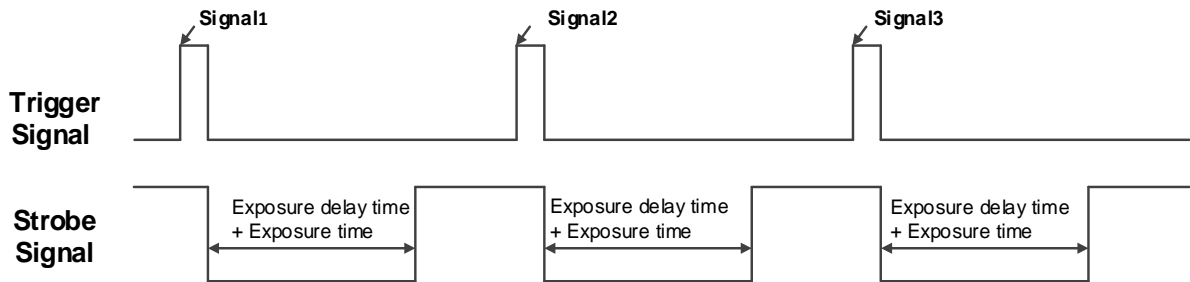 Signal1
Signal2
Signal3
Trigger
Signal
Strobe
Signal
Exposure delay time
+ Exposure time
Exposure delay time
+ Exposure time
Exposure delay time
+ Exposure time